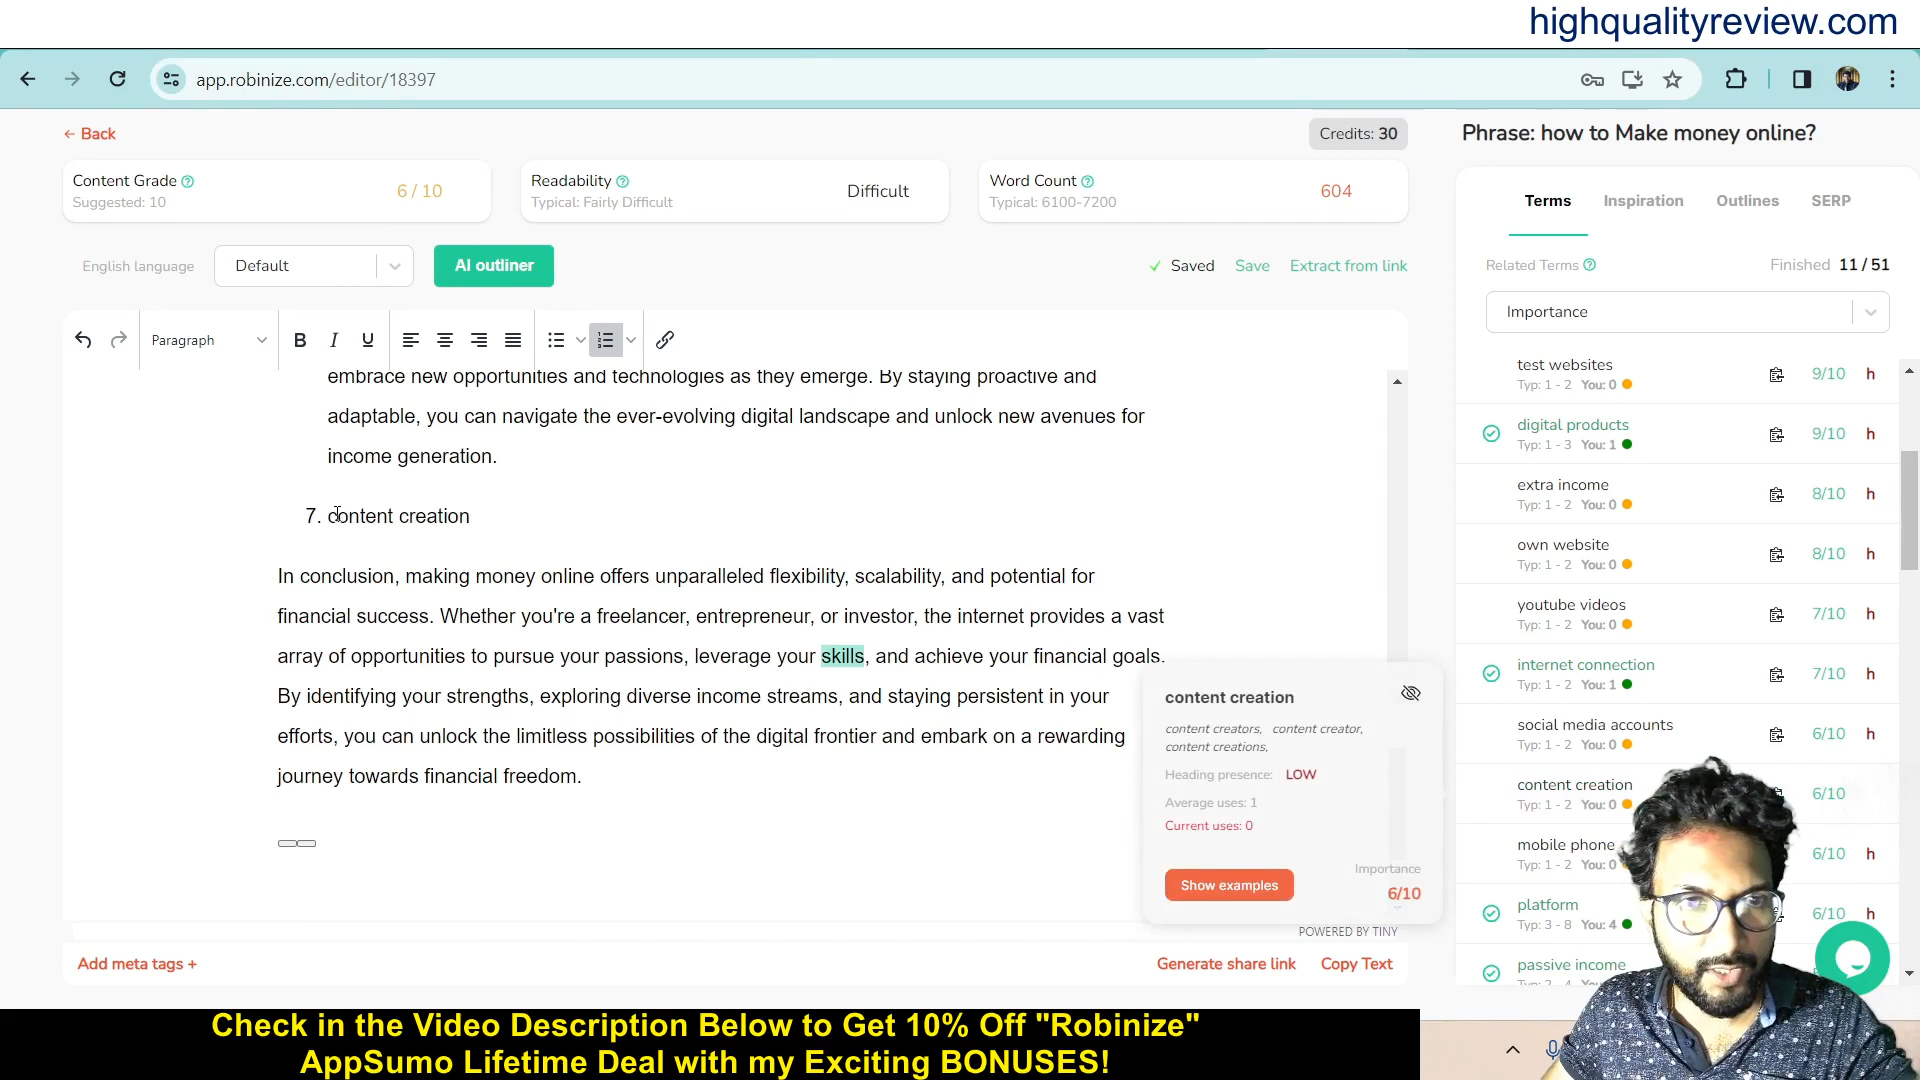 highqualityreview.com
app.robinize.com/editor/18397
← Back
Credits: 30
Phrase: how to Make money online?
Content Grade
Suggested: 10
6 / 10
Readability
Typical: Fairly Difficult
Difficult
Word Count
Typical: 6100-7200
604
Terms
Inspiration
Outlines
SERP
English language
Default
AI outliner
Saved
Save
Extract from link
Related Terms
Finished 11 / 51
Importance
Paragraph
B I U
embrace new opportunities and technologies as they emerge. By staying proactive and
adaptable, you can navigate the ever-evolving digital landscape and unlock new avenues for
income generation.
7. content creation
In conclusion, making money online offers unparalleled flexibility, scalability, and potential for
financial success. Whether you're a freelancer, entrepreneur, or investor, the internet provides a vast
array of opportunities to pursue your passions, leverage your skills, and achieve your financial goals.
By identifying your strengths, exploring diverse income streams, and staying persistent in your
efforts, you can unlock the limitless possibilities of the digital frontier and embark on a rewarding
journey towards financial freedom.
content creation
content creators, content creator,
content creations,
Heading presence: LOW
Average uses: 1
Current uses: 0
Show examples
Importance
6/10
POWERED BY TINY
Add meta tags +
Generate share link
Copy Text
test websites
Typ: 1 - 2 You: 0
9/10 h
digital products
Typ: 1 - 3 You: 1
9/10 h
extra income
Typ: 1 - 2 You: 0
8/10 h
own website
Typ: 1 - 2 You: 0
8/10 h
youtube videos
Typ: 1 - 2 You: 0
7/10 h
internet connection
Typ: 1 - 2 You: 1
7/10 h
social media accounts
Typ: 1 - 2 You: 0
6/10 h
content creation
Typ: 1 - 2 You: 0
6/10
mobile phone
Typ: 1 - 2 You: 0
6/10 h
platform
Typ: 3 - 8 You: 4
6/10 h
passive income
Check in the Video Description Below to Get 10% Off "Robinize"
AppSumo Lifetime Deal with my Exciting BONUSES!